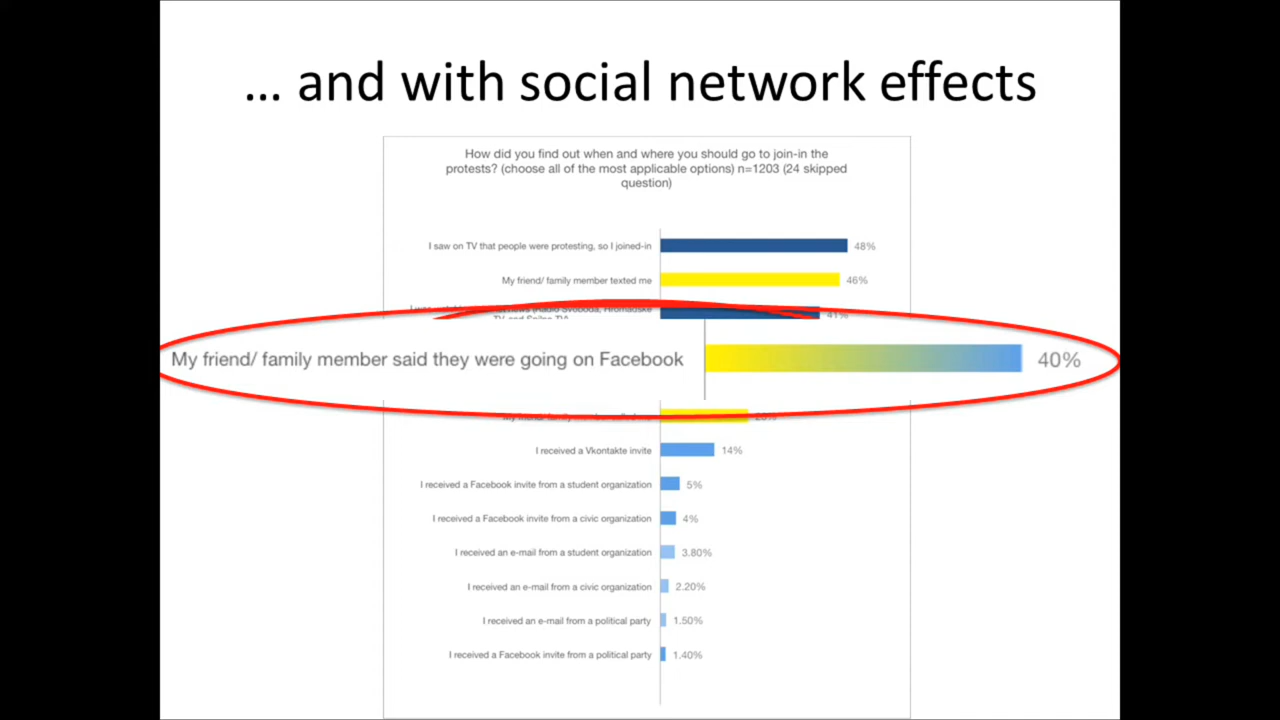 ... and with social network effects
How did you find out when and where you should go to join-in the
protests? (choose all of the most applicable options) n=1203 (24 skipped
question)
I saw on TV that people were protesting, so I joined-in 48%
My friend/ family member texted me 46%
41%
My friend/ family member said they were going on Facebook 40%
I received a Vkontakte invite 14%
I received a Facebook invite from a student organization 5%
I received a Facebook invite from a civic organization 4%
I received an e-mail from a student organization 3.80%
I received an e-mail from a civic organization 2.20%
I received an e-mail from a political party 1.50%
I received a Facebook invite from a political party 1.40%